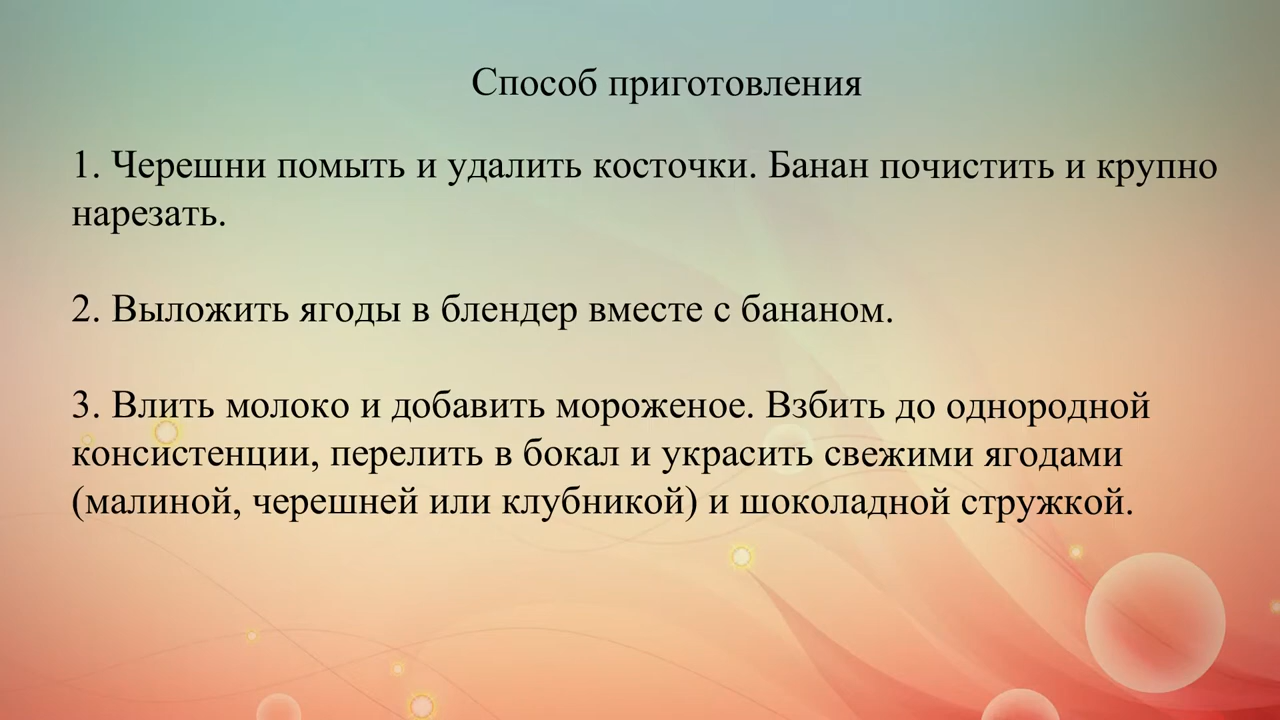 Способ приготовления
1. Черешни помыть и удалить косточки. Банан почистить и крупно
нарезать.
2. Выложить ягоды в блендер вместе с бананом.
3. Влить молоко и добавить мороженое. Взбить до однородной
консистенции, перелить в бокал и украсить свежими ягодами
(малиной, черешней или клубникой) и шоколадной стружкой.